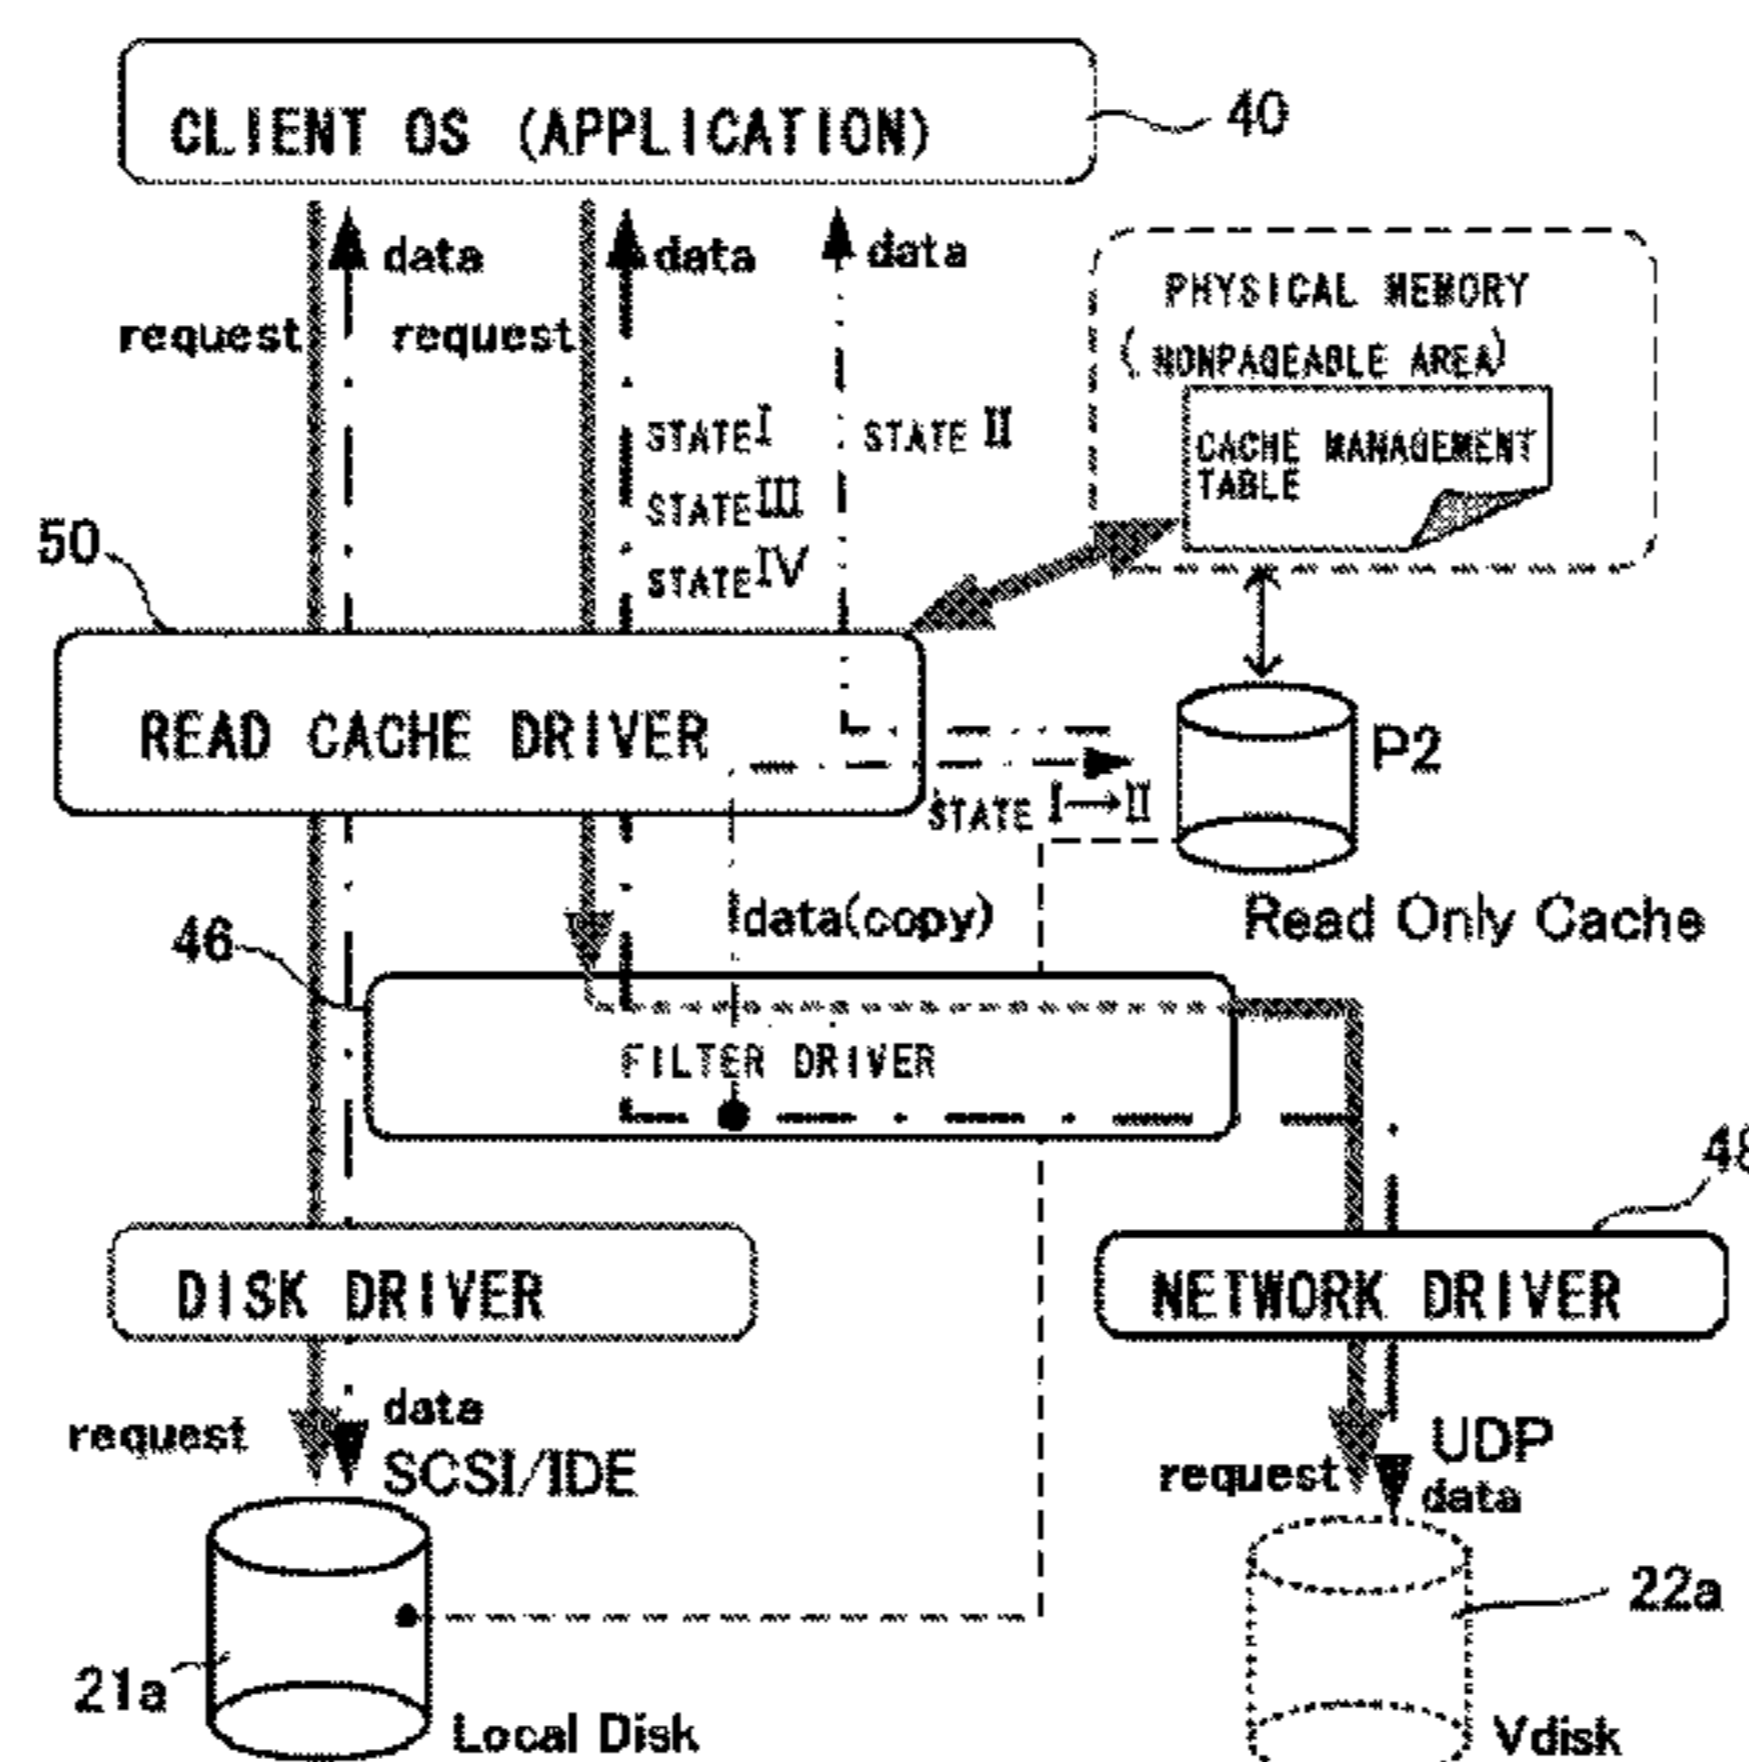 CLIENT OS (APPLICATION)
40
data
data
data
request
request
PHYSICAL MEMORY
(NONPAGEABLE AREA)
CACHE MANAGEMENT
TABLE
STATE I
STATE III
STATE IV
STATE II
50
READ CACHE DRIVER
P2
STATE I→II
Read Only Cache
data(copy)
46
FILTER DRIVER
48
DISK DRIVER
NETWORK DRIVER
request
data
SCSI/IDE
UDP
request
data
21a
Local Disk
22a
Vdisk